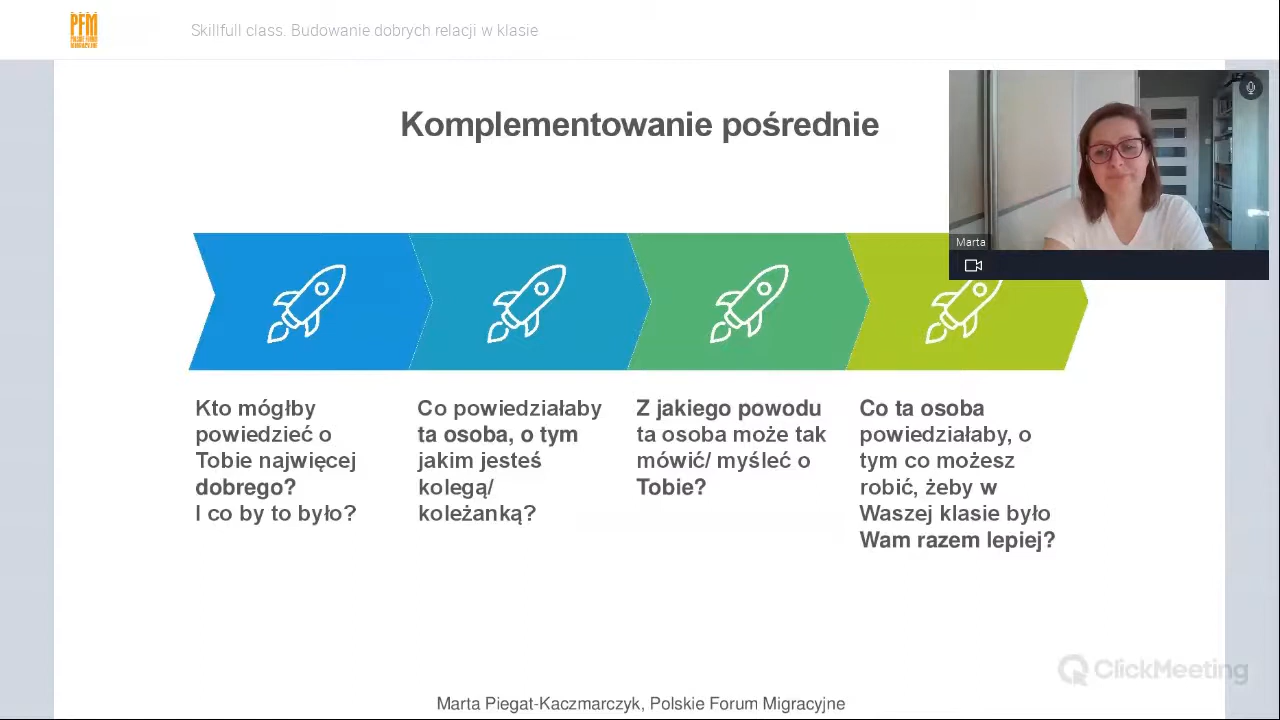 PFM
Skillfull class. Budowanie dobrych relacji w klasie
Komplementowanie pośrednie
Marta
Kto mógłby
powiedzieć o
Tobie najwięcej
dobrego?
I co by to było?
Co powiedziałaby
ta osoba, o tym
jakim jesteś
kolegą/
koleżanką?
Z jakiego powodu
ta osoba może tak
mówić/ myśleć o
Tobie?
Co ta osoba
powiedziałaby, o
tym co możesz
robić, żeby w
Waszej klasie było
Wam razem lepiej?
ClickMeeting
Marta Piegat-Kaczmarczyk, Polskie Forum Migracyjne